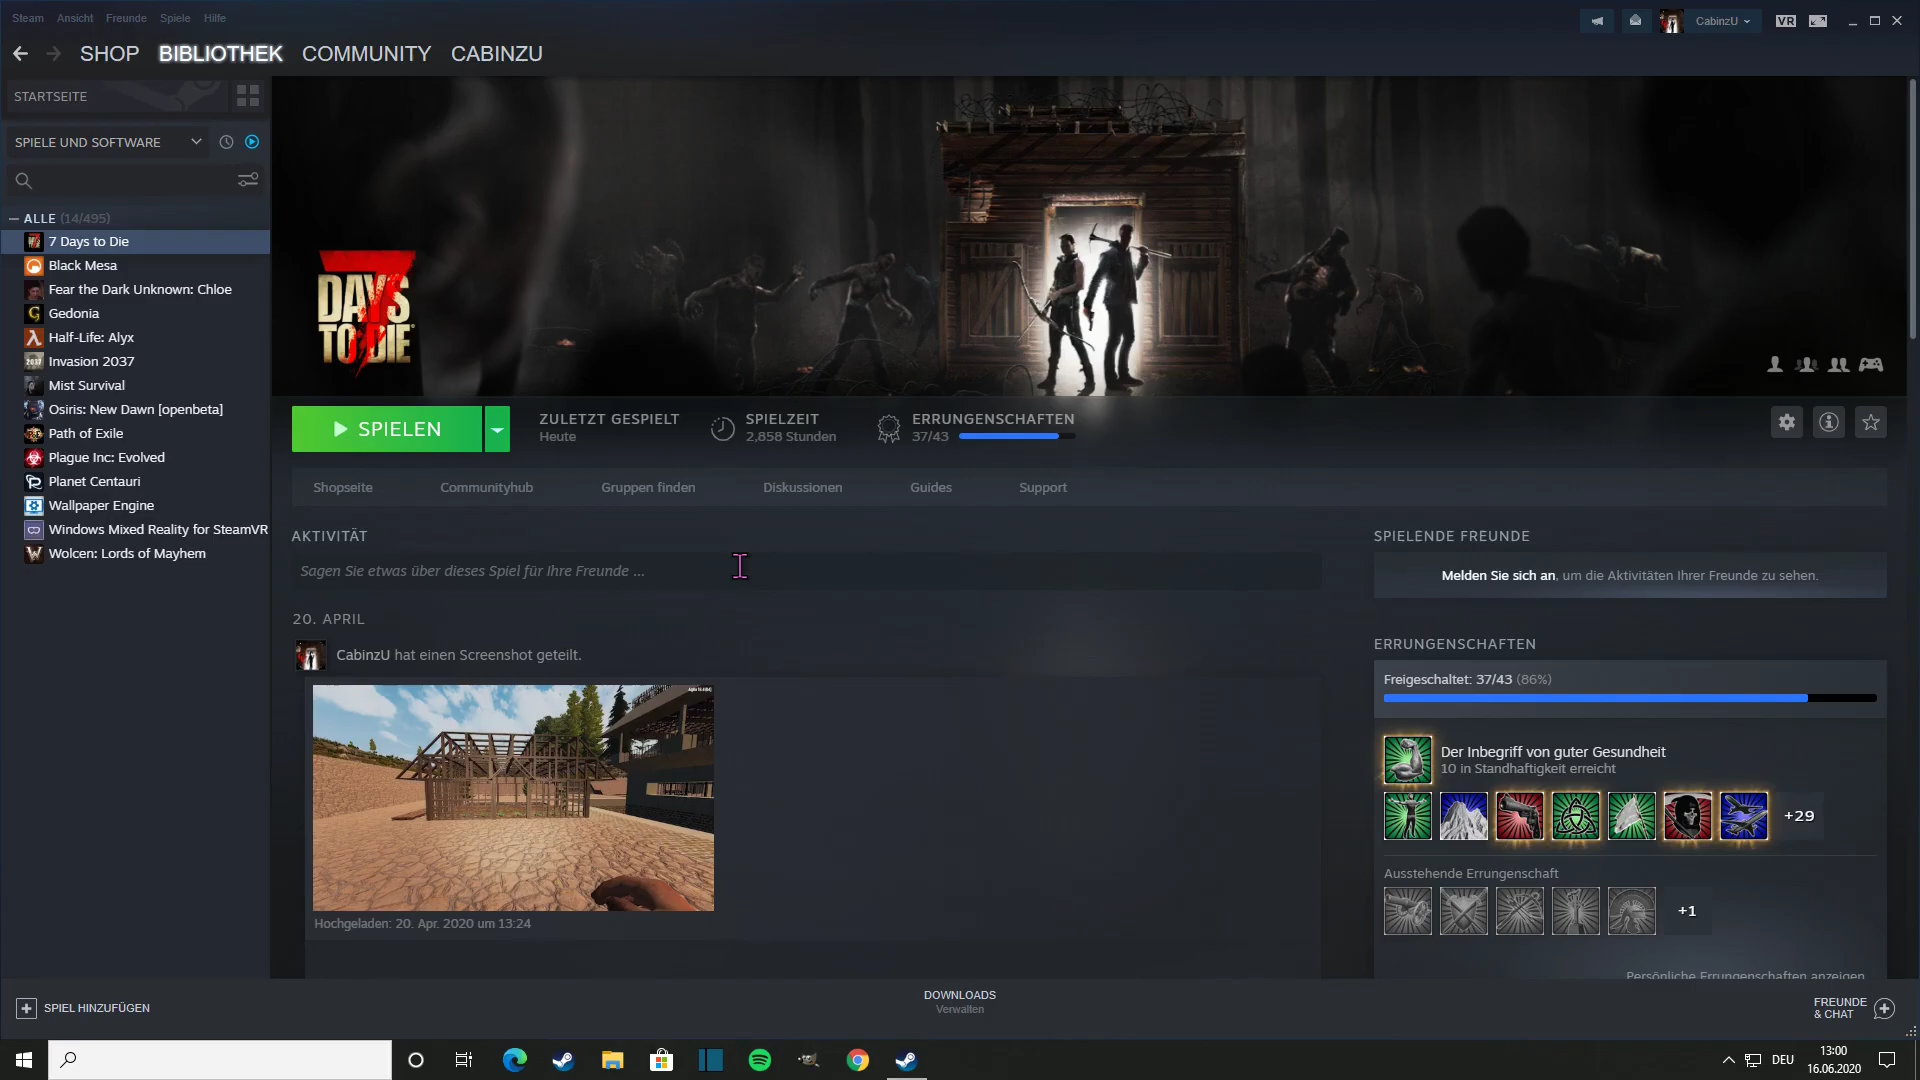 Steam Ansicht Freunde Spiele Hilfe
CabinzU
VR
SHOP BIBLIOTHEK COMMUNITY CABINZU
STARTSEITE
SPIELE UND SOFTWARE
— ALLE (14/495)
7 Days to Die
Black Mesa
Fear the Dark Unknown: Chloe
Gedonia
Half-Life: Alyx
Invasion 2037
Mist Survival
Osiris: New Dawn [openbeta]
Path of Exile
Plague Inc: Evolved
Planet Centauri
Wallpaper Engine
Windows Mixed Reality for SteamVR
Wolcen: Lords of Mayhem
7
DAYS
TO DIE
SPIELEN
ZULETZT GESPIELT
Heute
SPIELZEIT
2,858 Stunden
ERRUNGENSCHAFTEN
37/43
Shopseite Communityhub Gruppen finden Diskussionen Guides Support
AKTIVITÄT
Sagen Sie etwas über dieses Spiel für Ihre Freunde ...
20. APRIL
CabinzU hat einen Screenshot geteilt.
Hochgeladen: 20. Apr. 2020 um 13:24
SPIELENDE FREUNDE
Melden Sie sich an, um die Aktivitäten Ihrer Freunde zu sehen.
ERRUNGENSCHAFTEN
Freigeschaltet: 37/43 (86%)
Der Inbegriff von guter Gesundheit
10 in Standhaftigkeit erreicht
+29
Ausstehende Errungenschaft
+1
Persönliche Errungenschaften anzeigen
SPIEL HINZUFÜGEN
DOWNLOADS
Verwalten
FREUNDE
& CHAT
DEU
13:00
16.06.2020